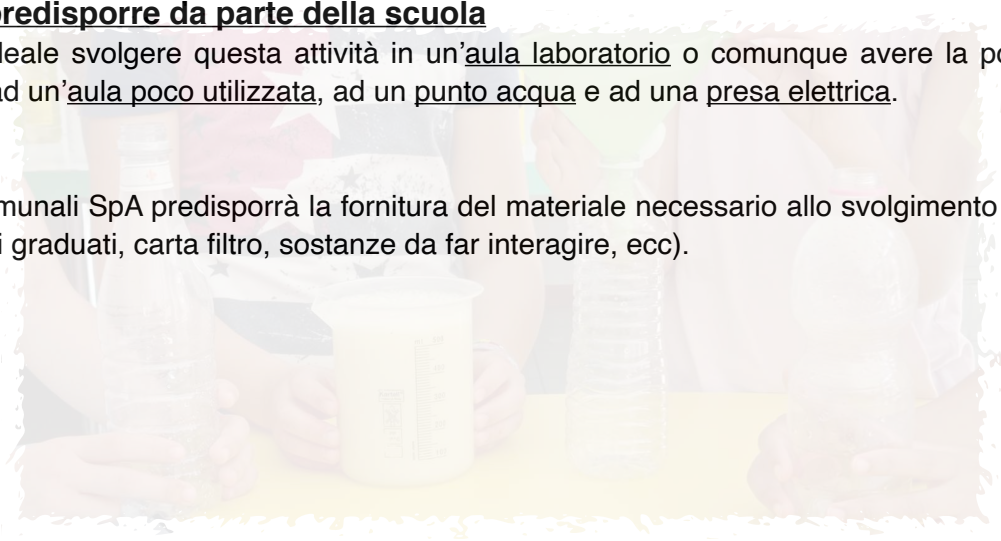 predisporre da parte della scuola
deale svolgere questa attività in un'aula laboratorio o comunque avere la po
ad un'aula poco utilizzata, ad un punto acqua e ad una presa elettrica.
munali SpA predisporrà la fornitura del materiale necessario allo svolgimento
i graduati, carta filtro, sostanze da far interagire, ecc).